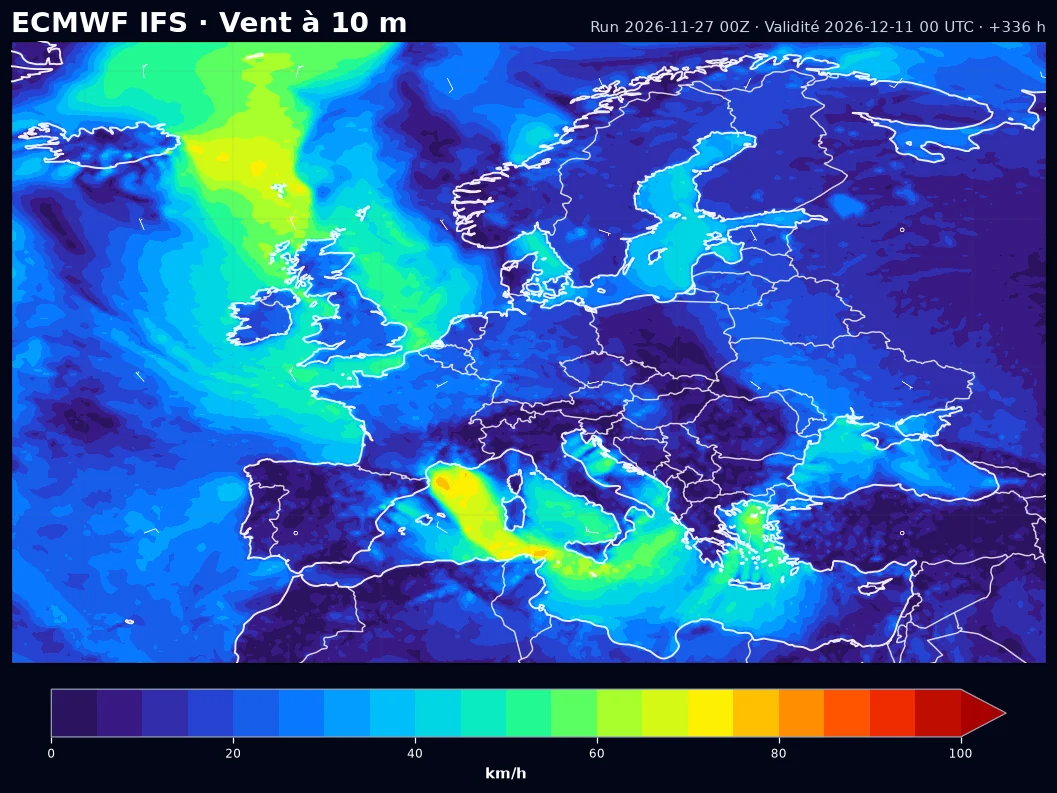 ECMWF IFS · Vent à 10 m
Run 2026-11-27 00Z · Validité 2026-12-11 00 UTC · +336 h
0 20 40 60 80 100
km/h